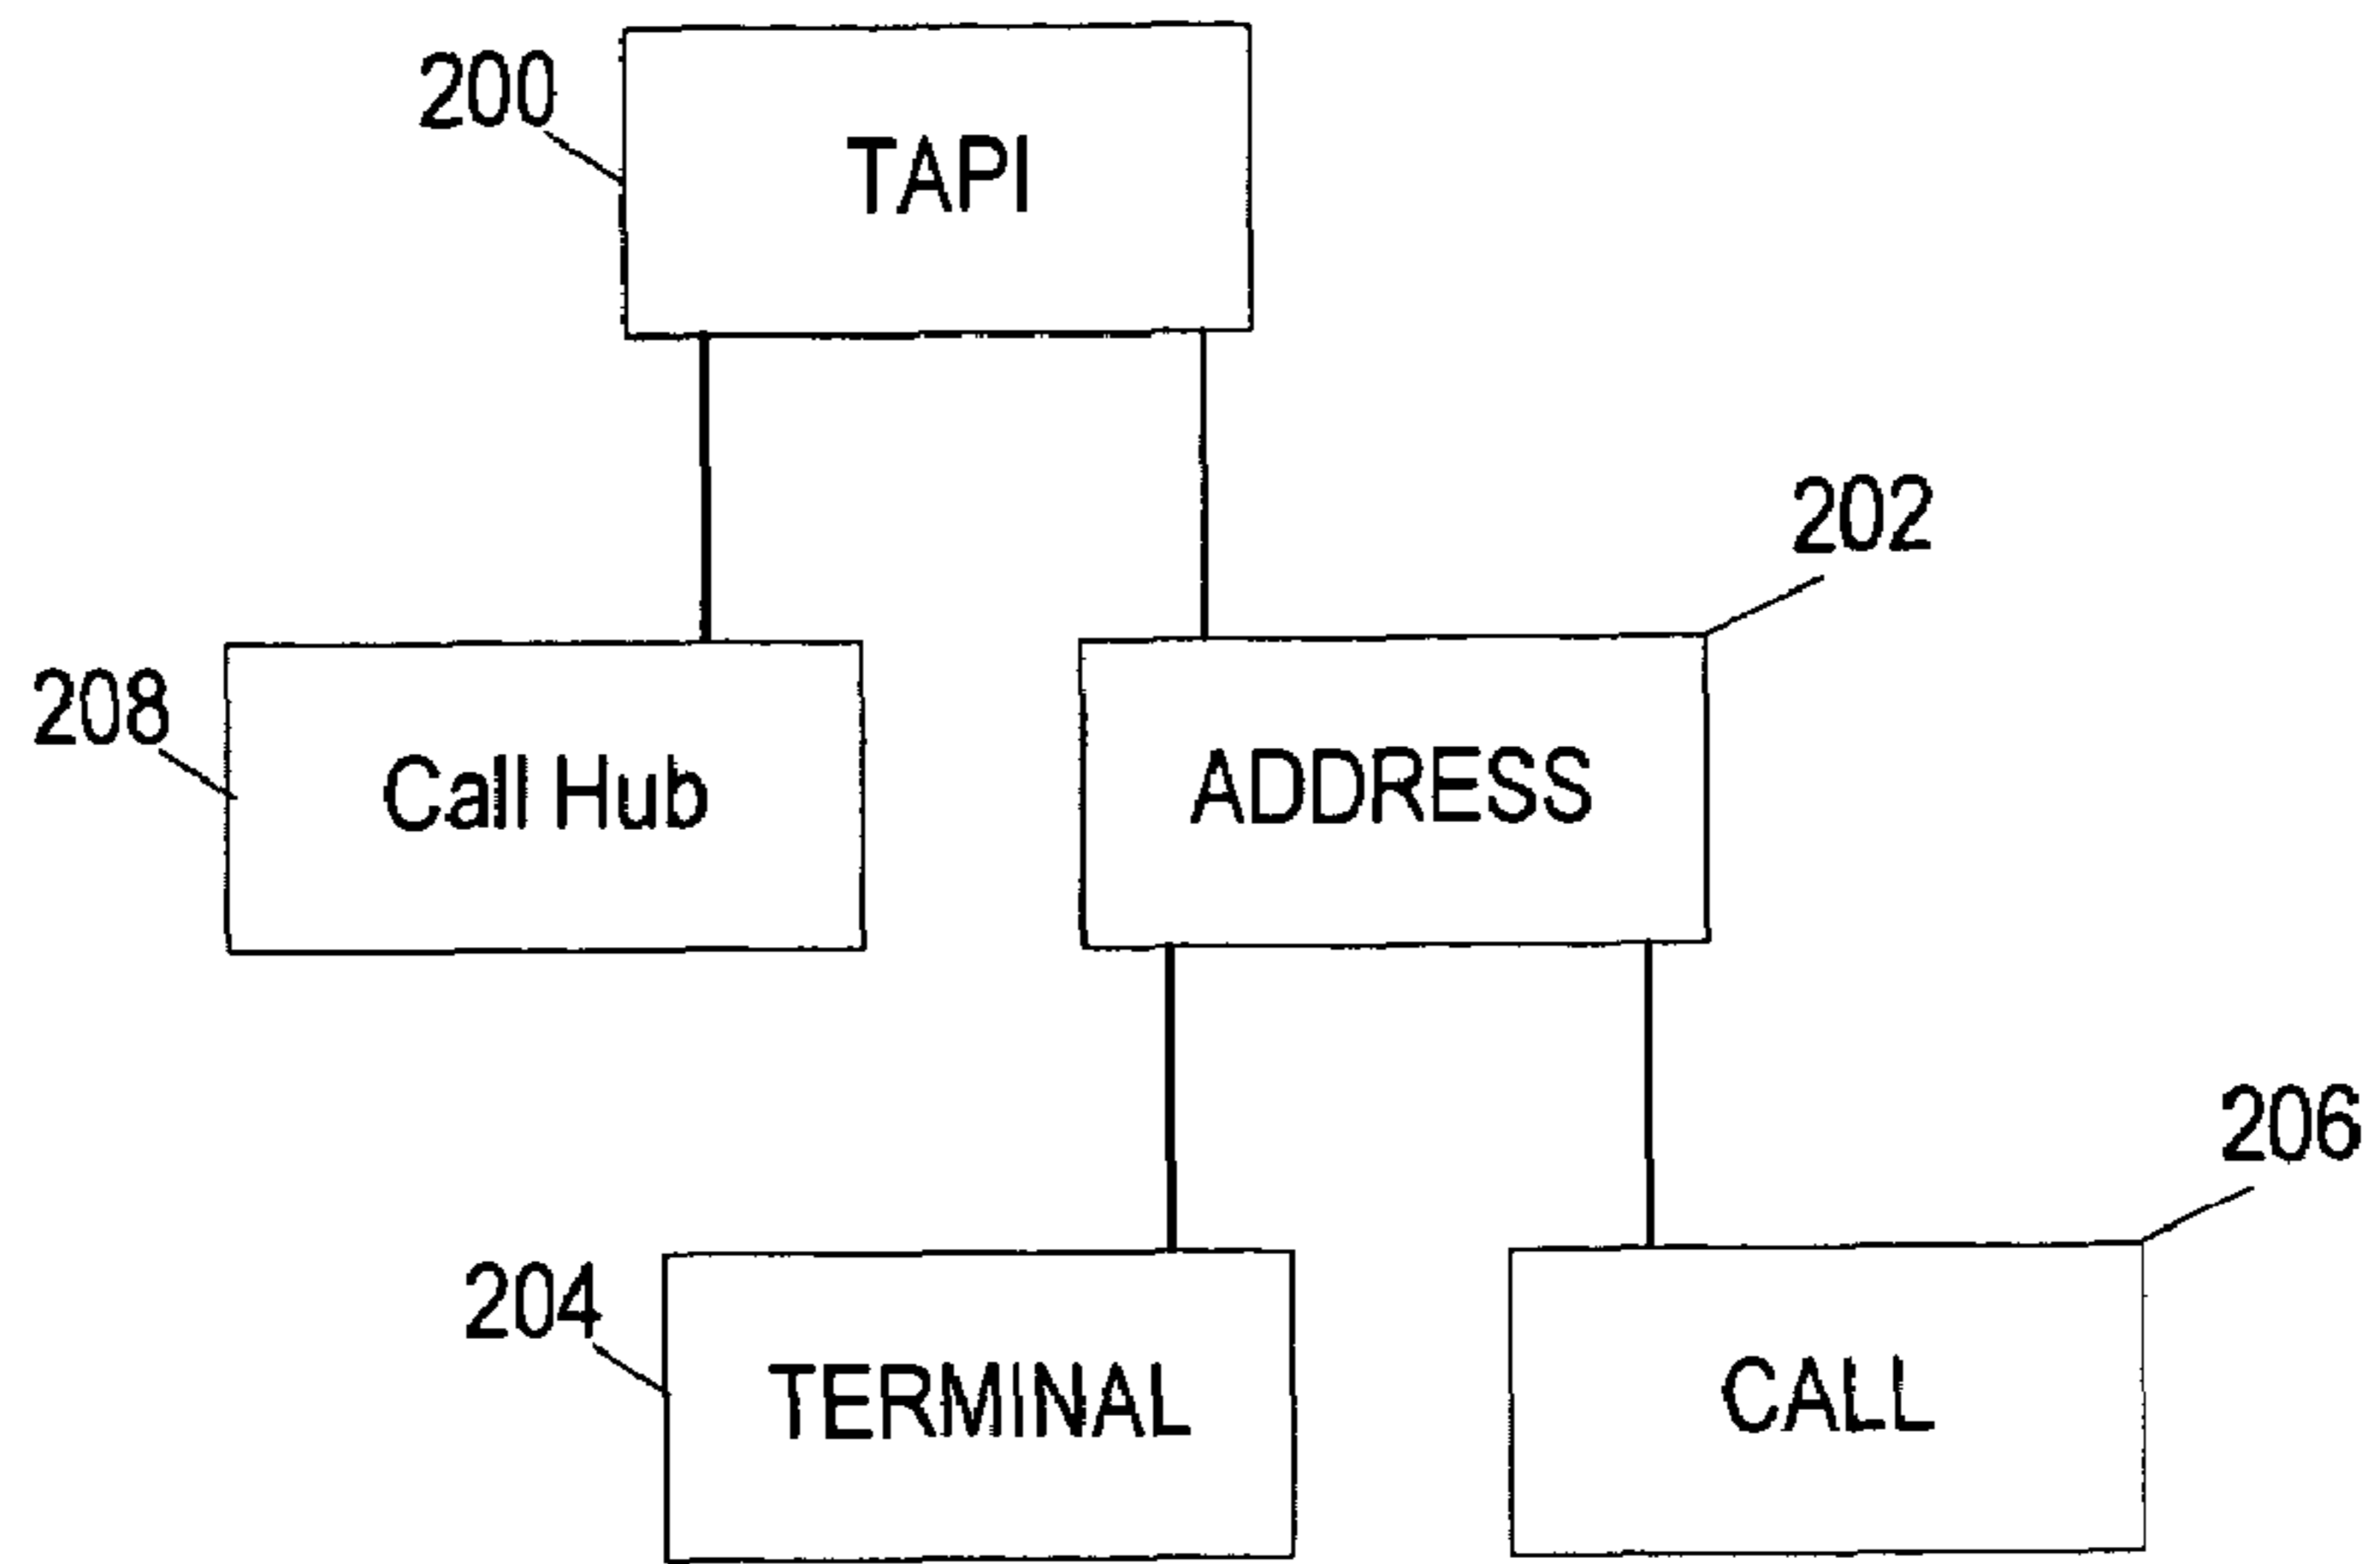 200
TAPI
202
208
Call Hub
ADDRESS
206
204
TERMINAL
CALL